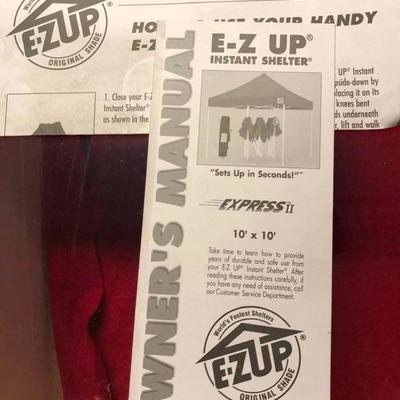 World's Fastest Shelters
E-Z UP®
ORIGINAL SHADE
HO USE YOUR HANDY
E-Z
1. Close your E-Z
Instant Shelter®
as shown in the
UP® Instant
upside-down by
placing it on its
knees bent
underneath
, lift and walk
OWNER'S MANUAL
E-Z UP®
INSTANT SHELTER®
"Sets Up in Seconds!"™
EXPRESS II
10' x 10'
Take time to learn how to provide
years of durable and safe use from
your E-Z UP® Instant Shelter®. After
reading these instructions carefully, if
you have any need of assistance, call
our Customer Service Department.
World's Fastest Shelters
E-Z UP®
ORIGINAL SHADE